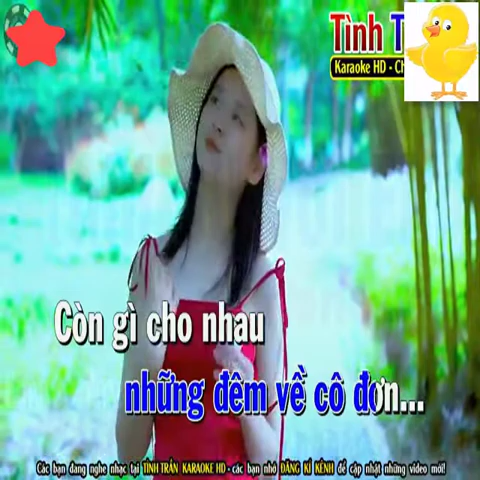 Tình T
Karaoke HD - Ch
Còn gì cho nhau
những đêm về cô đơn...
Các bạn đang nghe nhạc tại TÌNH TRẦN KARAOKE HD - các bạn nhớ ĐĂNG KÍ KÊNH để cập nhật những video mới!